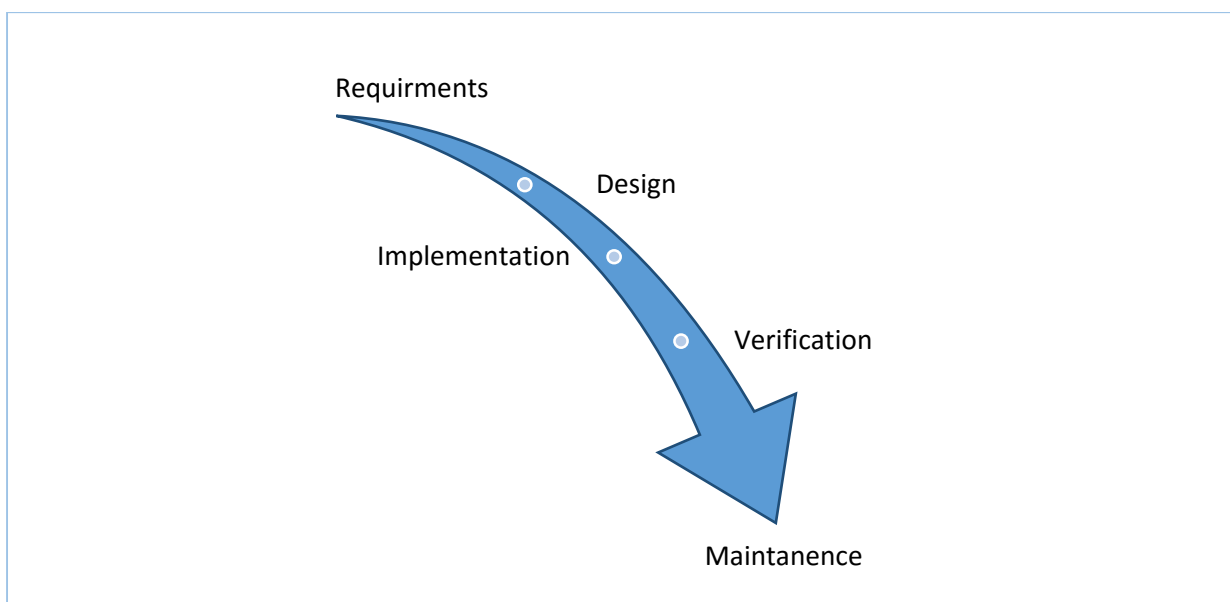 Requirments
Design
Implementation
Verification
Maintanence